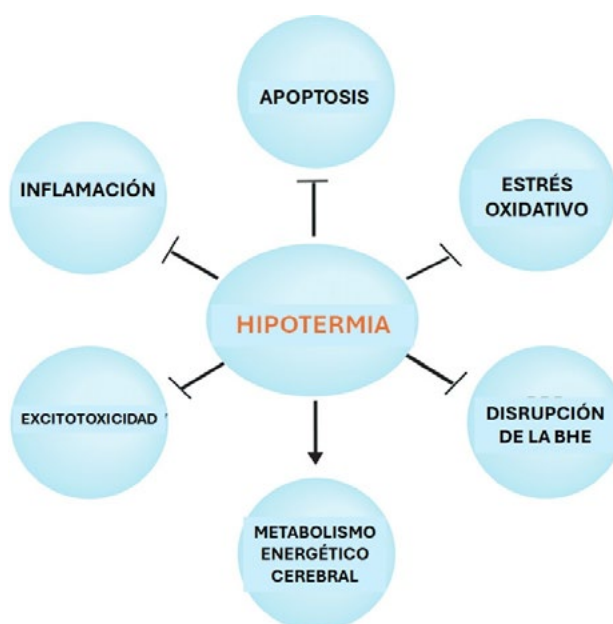 APOPTOSIS
INFLAMACIÓN
ESTRÉS
OXIDATIVO
HIPOTERMIA
EXCITOTOXICIDAD
DISRUPCIÓN
DE LA BHE
METABOLISMO
ENERGÉTICO
CEREBRAL